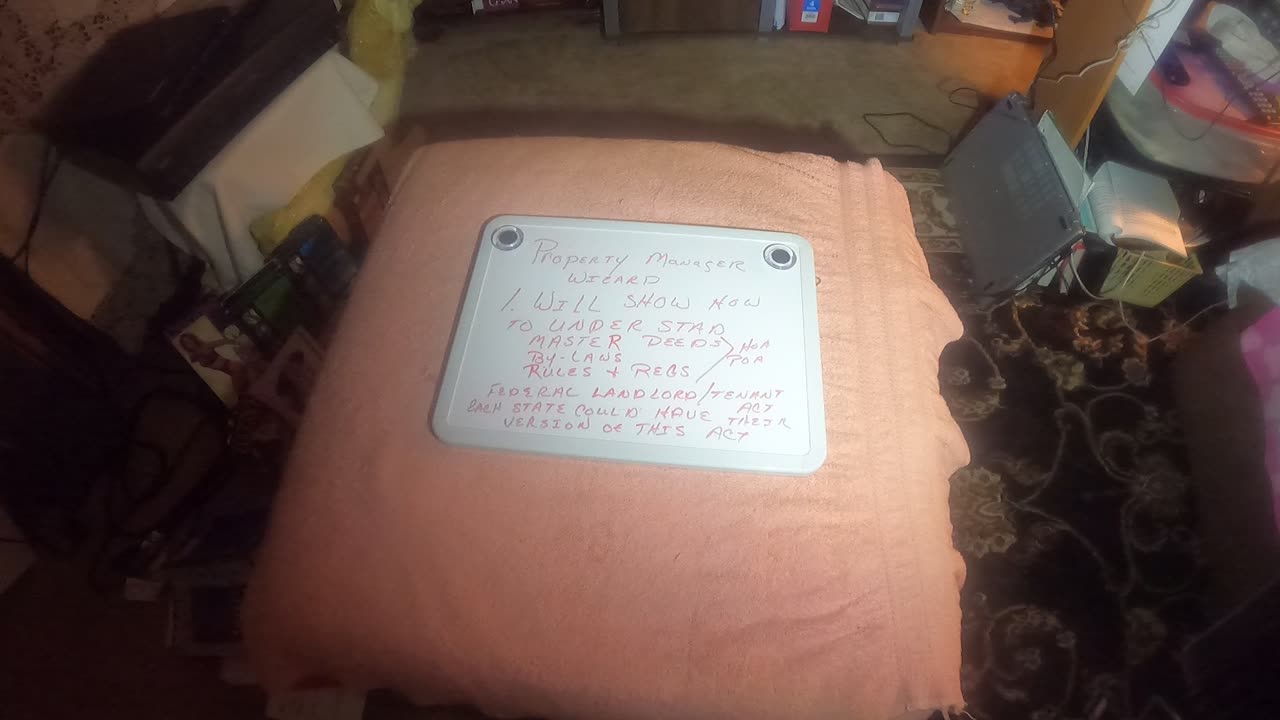 Property Manager
WIZARD
1. WILL SHOW HOW
TO UNDER STAD
MASTER DEEDS
BY-LAWS
RULES + REGS
HOA
POA
FEDERAL LANDLORD/TENANT
ACT
EACH STATE COULD HAVE THEIR
VERSION OF THIS ACT